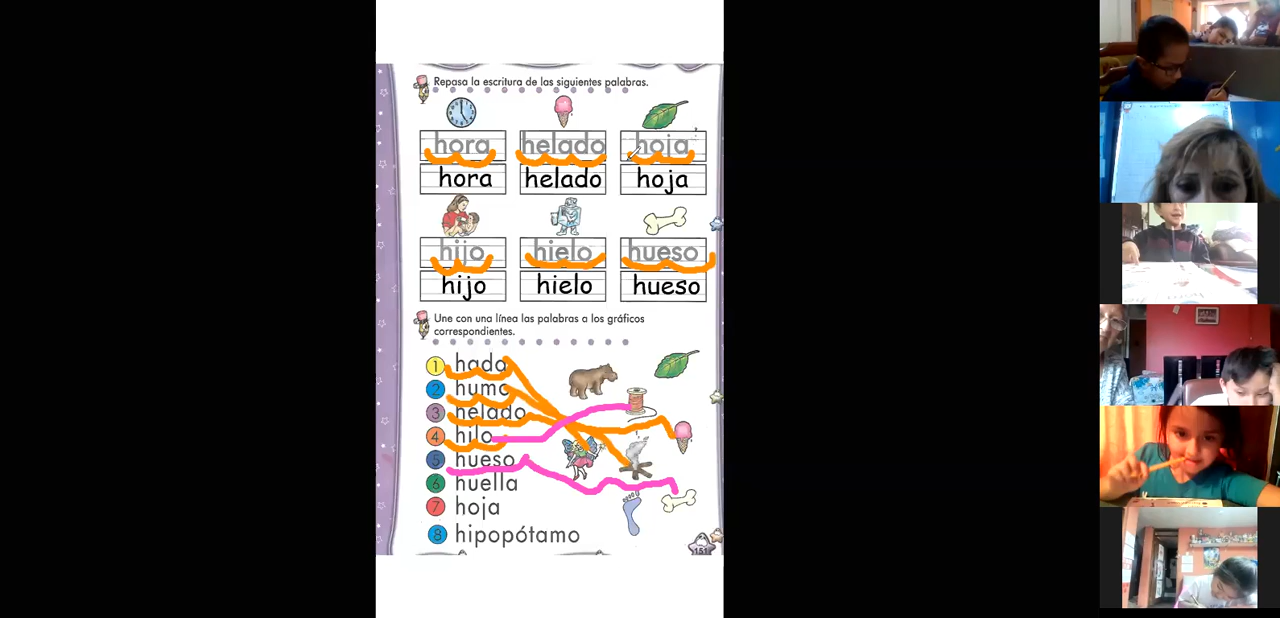 Repasa la escritura de las siguientes palabras.
hora helado hoja
hora helado hoja
hijo hielo hueso
hijo hielo hueso
Une con una línea las palabras a los gráficos
correspondientes.
1 hada
2 humo
3 helado
4 hilo
5 hueso
6 huella
7 hoja
8 hipopótamo
151